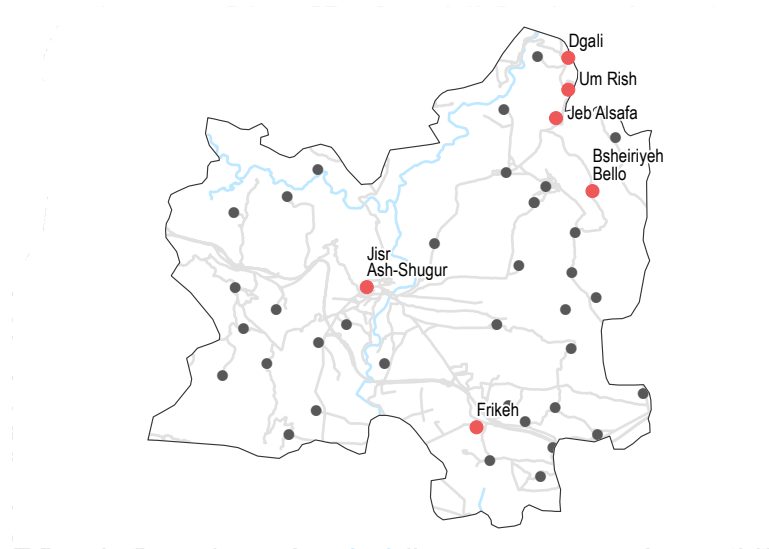 Dgali
Um Rish
Jeb Alsafa
Bsheiriyeh
Bello
Jisr
Ash-Shugur
Frikeh